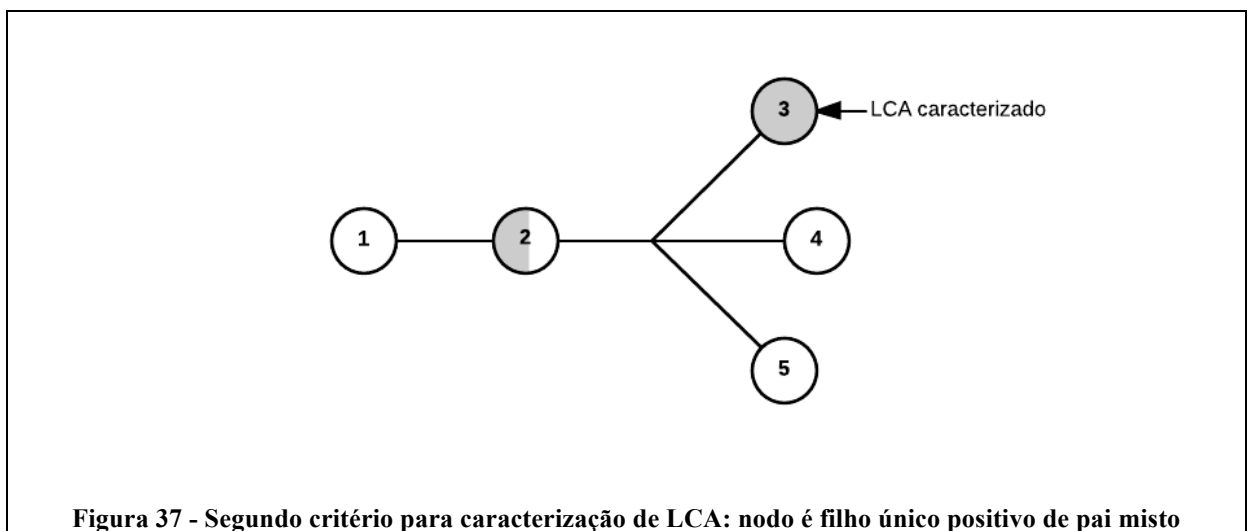 3
LCA caracterizado
1
2
4
5
Figura 37 - Segundo critério para caracterização de LCA: nodo é filho único positivo de pai misto